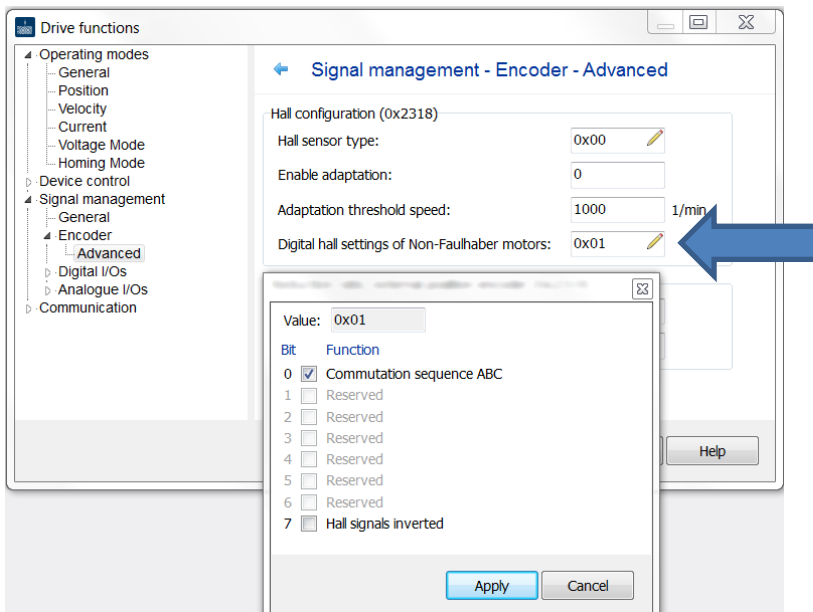 Drive functions
Operating modes
General
Position
Velocity
Current
Voltage Mode
Homing Mode
Device control
Signal management
General
Encoder
Advanced
Digital I/Os
Analogue I/Os
Communication
Signal management - Encoder - Advanced
Hall configuration (0x2318)
Hall sensor type: 0x00
Enable adaptation: 0
Adaptation threshold speed: 1000 1/min
Digital hall settings of Non-Faulhaber motors: 0x01
Value: 0x01
Bit Function
0 Commutation sequence ABC
1 Reserved
2 Reserved
3 Reserved
4 Reserved
5 Reserved
6 Reserved
7 Hall signals inverted
Apply Cancel
Help